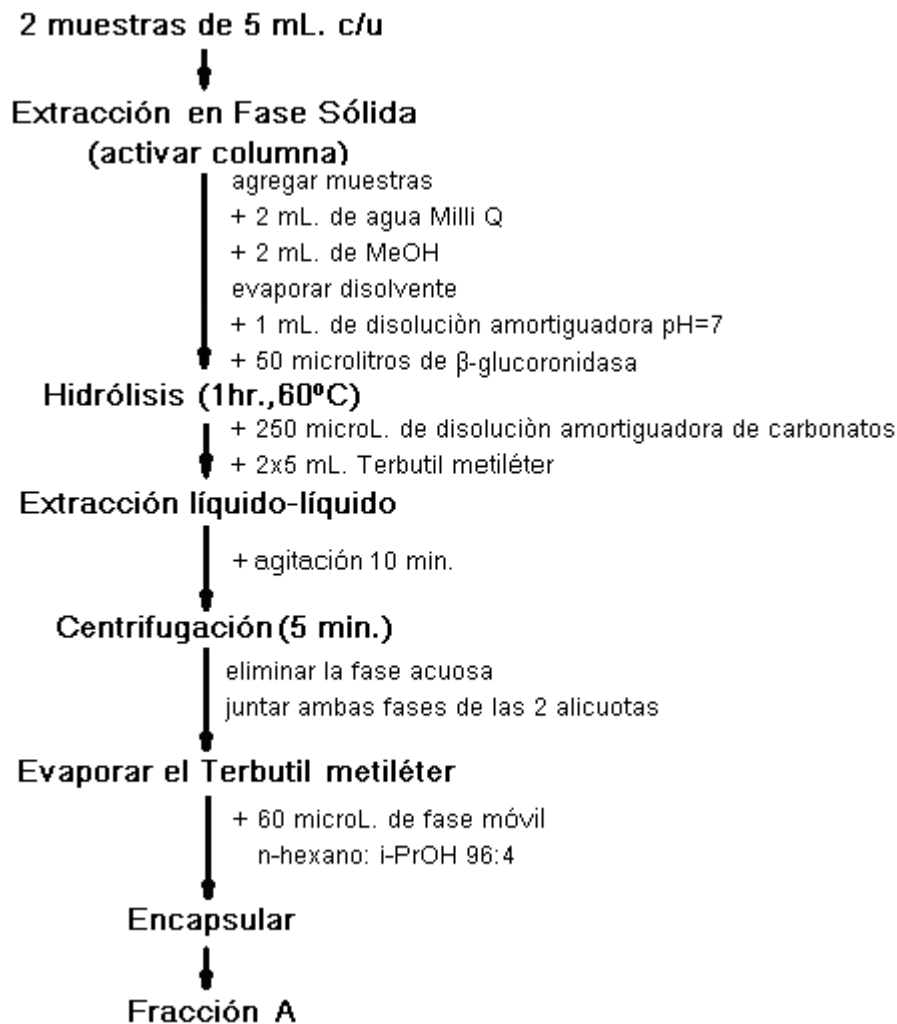 2 muestras de 5 mL. c/u
Extracción en Fase Sólida
(activar columna)
agregar muestras
+ 2 mL. de agua Milli Q
+ 2 mL. de MeOH
evaporar disolvente
+ 1 mL. de disoluciòn amortiguadora pH=7
+ 50 microlitros de β-glucoronidasa
Hidrólisis (1hr.,60ºC)
+ 250 microL. de disoluciòn amortiguadora de carbonatos
+ 2x5 mL. Terbutil metiléter
Extracción líquido-líquido
+ agitación 10 min.
Centrifugación (5 min.)
eliminar la fase acuosa
juntar ambas fases de las 2 alicuotas
Evaporar el Terbutil metiléter
+ 60 microL. de fase móvil
n-hexano: i-PrOH 96:4
Encapsular
Fracción A